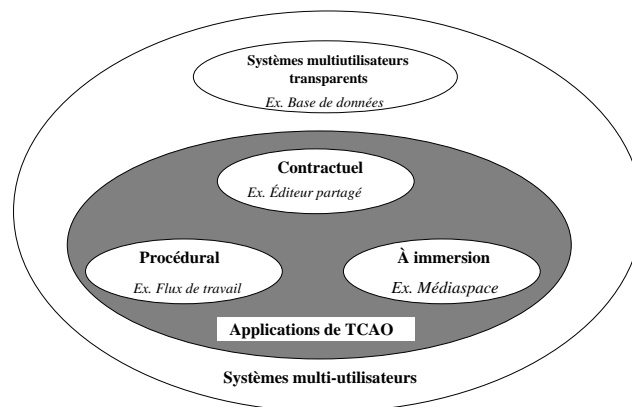 Systèmes multiutilisateurs
transparents
Ex. Base de données
Contractuel
Ex. Éditeur partagé
Procédural
Ex. Flux de travail
À immersion
Ex. Médiaspace
Applications de TCAO
Systèmes multi-utilisateurs